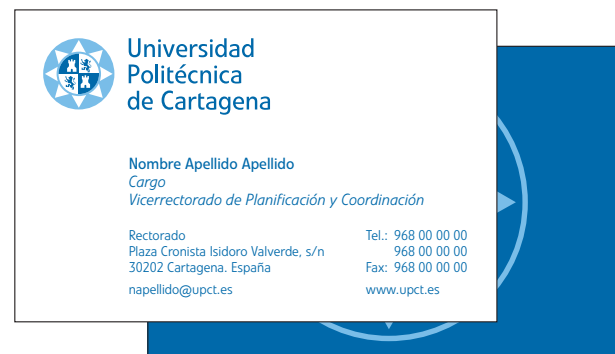 Universidad
Politécnica
de Cartagena
Nombre Apellido Apellido
Cargo
Vicerrectorado de Planificación y Coordinación
Rectorado
Plaza Cronista Isidoro Valverde, s/n
30202 Cartagena. España
napellido@upct.es
Tel.: 968 00 00 00
968 00 00 00
Fax: 968 00 00 00
www.upct.es